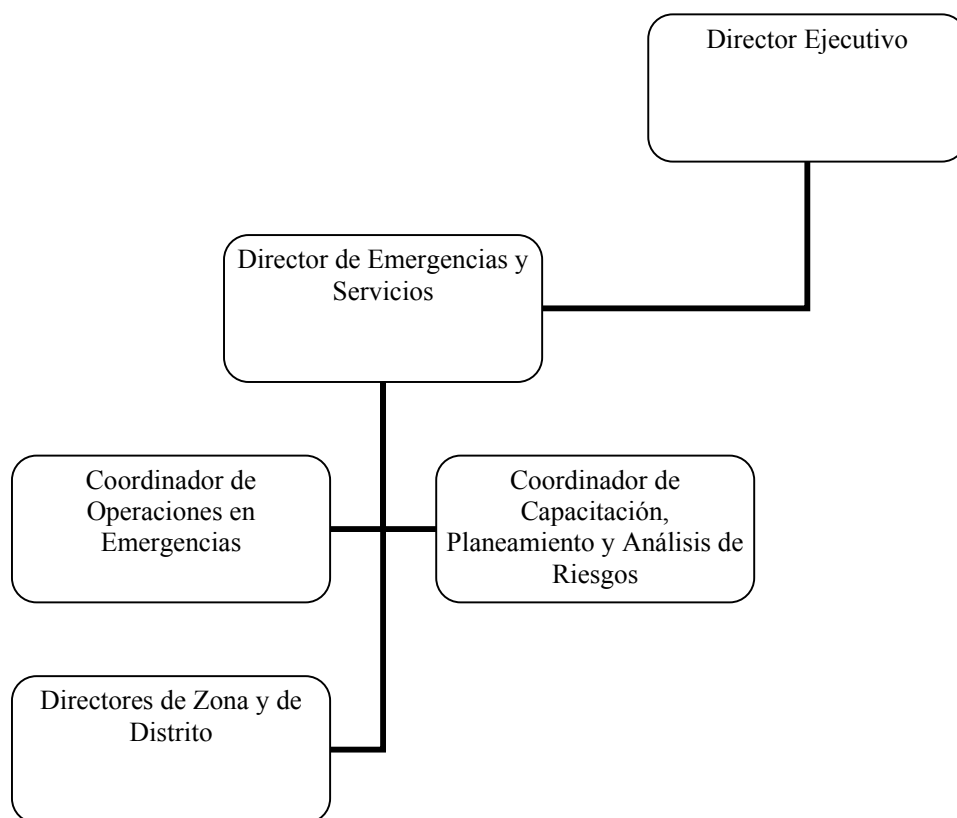 Director Ejecutivo
Director de Emergencias y
Servicios
Coordinador de
Operaciones en
Emergencias
Coordinador de
Capacitación,
Planeamiento y Análisis de
Riesgos
Directores de Zona y de
Distrito